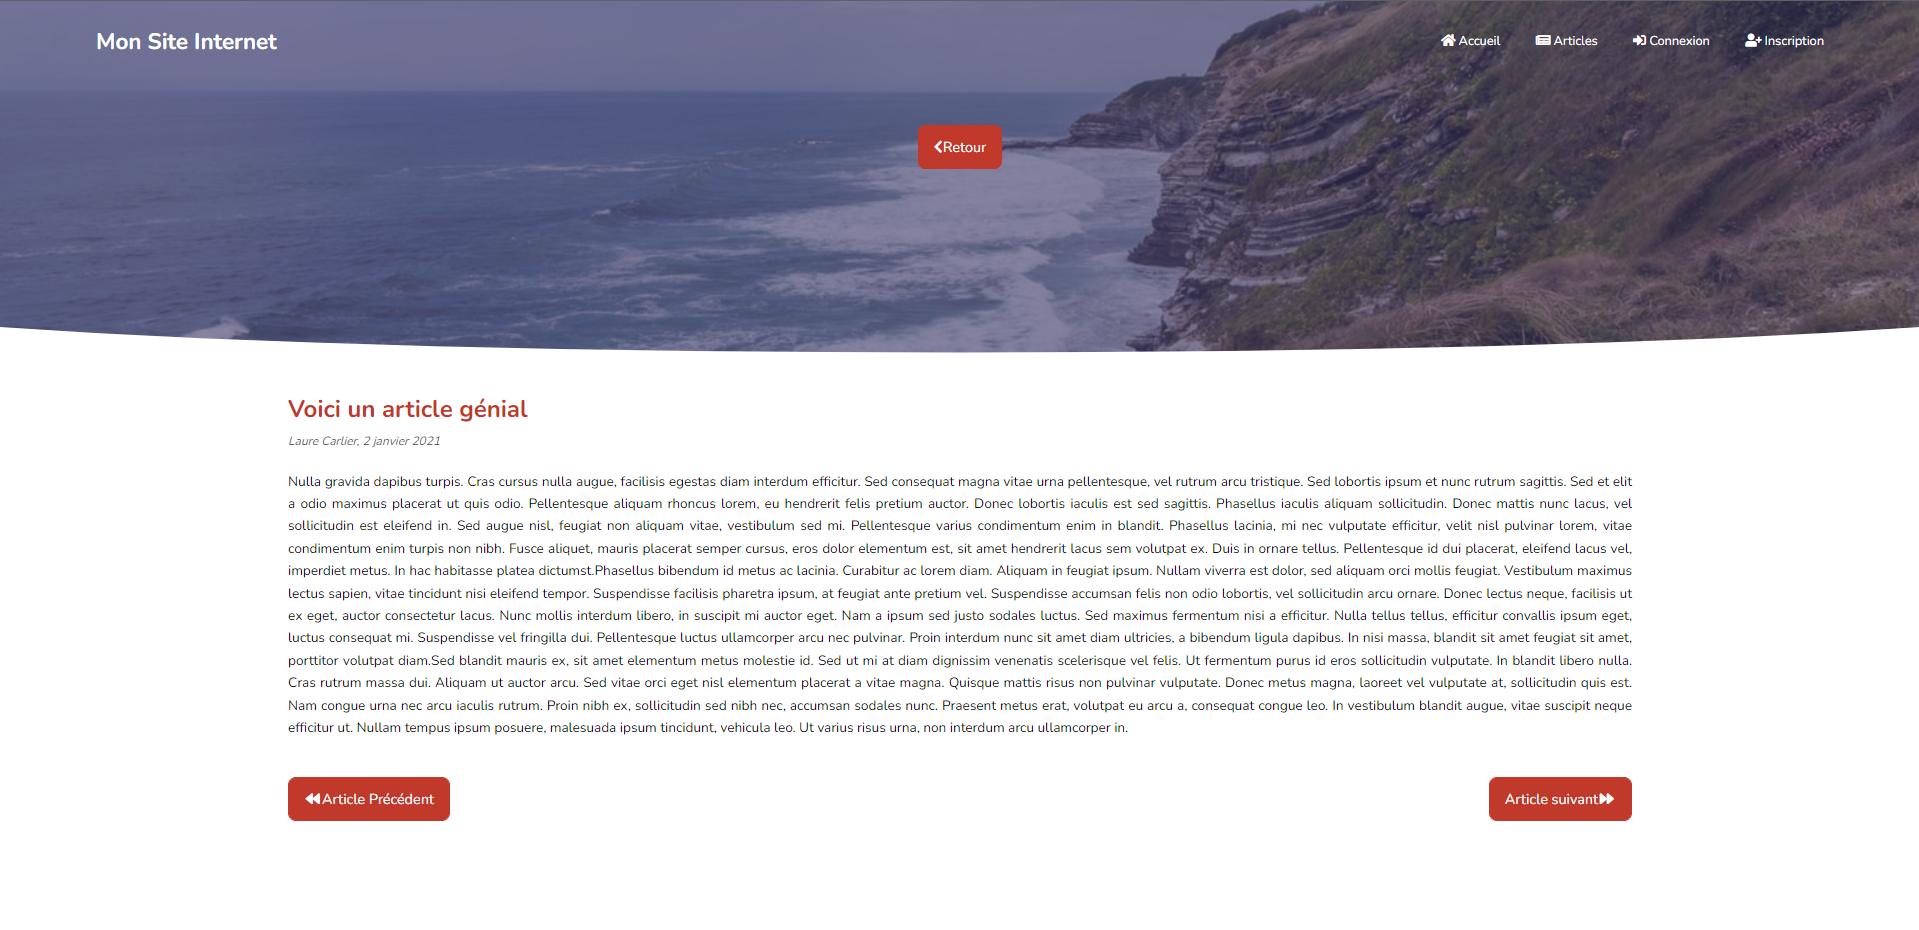 Mon Site Internet
Accueil
Articles
Connexion
Inscription
Retour
Voici un article génial
Laure Carlier, 2 janvier 2021
Nulla gravida dapibus turpis. Cras cursus nulla augue, facilisis egestas diam interdum efficitur. Sed consequat magna vitae urna pellentesque, vel rutrum arcu tristique. Sed lobortis ipsum et nunc rutrum sagittis. Sed et elit
a odio maximus placerat ut quis odio. Pellentesque aliquam rhoncus lorem, eu hendrerit felis pretium auctor. Donec lobortis iaculis est sed sagittis. Phasellus iaculis aliquam sollicitudin. Donec mattis nunc lacus, vel
sollicitudin est eleifend in. Sed augue nisl, feugiat non aliquam vitae, vestibulum sed mi. Pellentesque varius condimentum enim in blandit. Phasellus lacinia, mi nec vulputate efficitur, velit nisl pulvinar lorem, vitae
condimentum enim turpis non nibh. Fusce aliquet, mauris placerat semper cursus, eros dolor elementum est, sit amet hendrerit lacus sem volutpat ex. Duis in ornare tellus. Pellentesque id dui placerat, eleifend lacus vel,
imperdiet metus. In hac habitasse platea dictumst.Phasellus bibendum id metus ac lacinia. Curabitur ac lorem diam. Aliquam in feugiat ipsum. Nullam viverra est dolor, sed aliquam orci mollis feugiat. Vestibulum maximus
lectus sapien, vitae tincidunt nisi eleifend tempor. Suspendisse facilisis pharetra ipsum, at feugiat ante pretium vel. Suspendisse accumsan felis non odio lobortis, vel sollicitudin arcu ornare. Donec lectus neque, facilisis ut
ex eget, auctor consectetur lacus. Nunc mollis interdum libero, in suscipit mi auctor eget. Nam a ipsum sed justo sodales luctus. Sed maximus fermentum nisi a efficitur. Nulla tellus tellus, efficitur convallis ipsum eget,
luctus consequat mi. Suspendisse vel fringilla dui. Pellentesque luctus ullamcorper arcu nec pulvinar. Proin interdum nunc sit amet diam ultricies, a bibendum ligula dapibus. In nisi massa, blandit sit amet feugiat sit amet,
porttitor volutpat diam.Sed blandit mauris ex, sit amet elementum metus molestie id. Sed ut mi at diam dignissim venenatis scelerisque vel felis. Ut fermentum purus id eros sollicitudin vulputate. In blandit libero nulla.
Cras rutrum massa dui. Aliquam ut auctor arcu. Sed vitae orci eget nisl elementum placerat a vitae magna. Quisque mattis risus non pulvinar vulputate. Donec metus magna, laoreet vel vulputate at, sollicitudin quis est.
Nam congue urna nec arcu iaculis rutrum. Proin nibh ex, sollicitudin sed nibh nec, accumsan sodales nunc. Praesent metus erat, volutpat eu arcu a, consequat congue leo. In vestibulum blandit augue, vitae suscipit neque
efficitur ut. Nullam tempus ipsum posuere, malesuada ipsum tincidunt, vehicula leo. Ut varius risus urna, non interdum arcu ullamcorper in.
Article Précédent
Article suivant